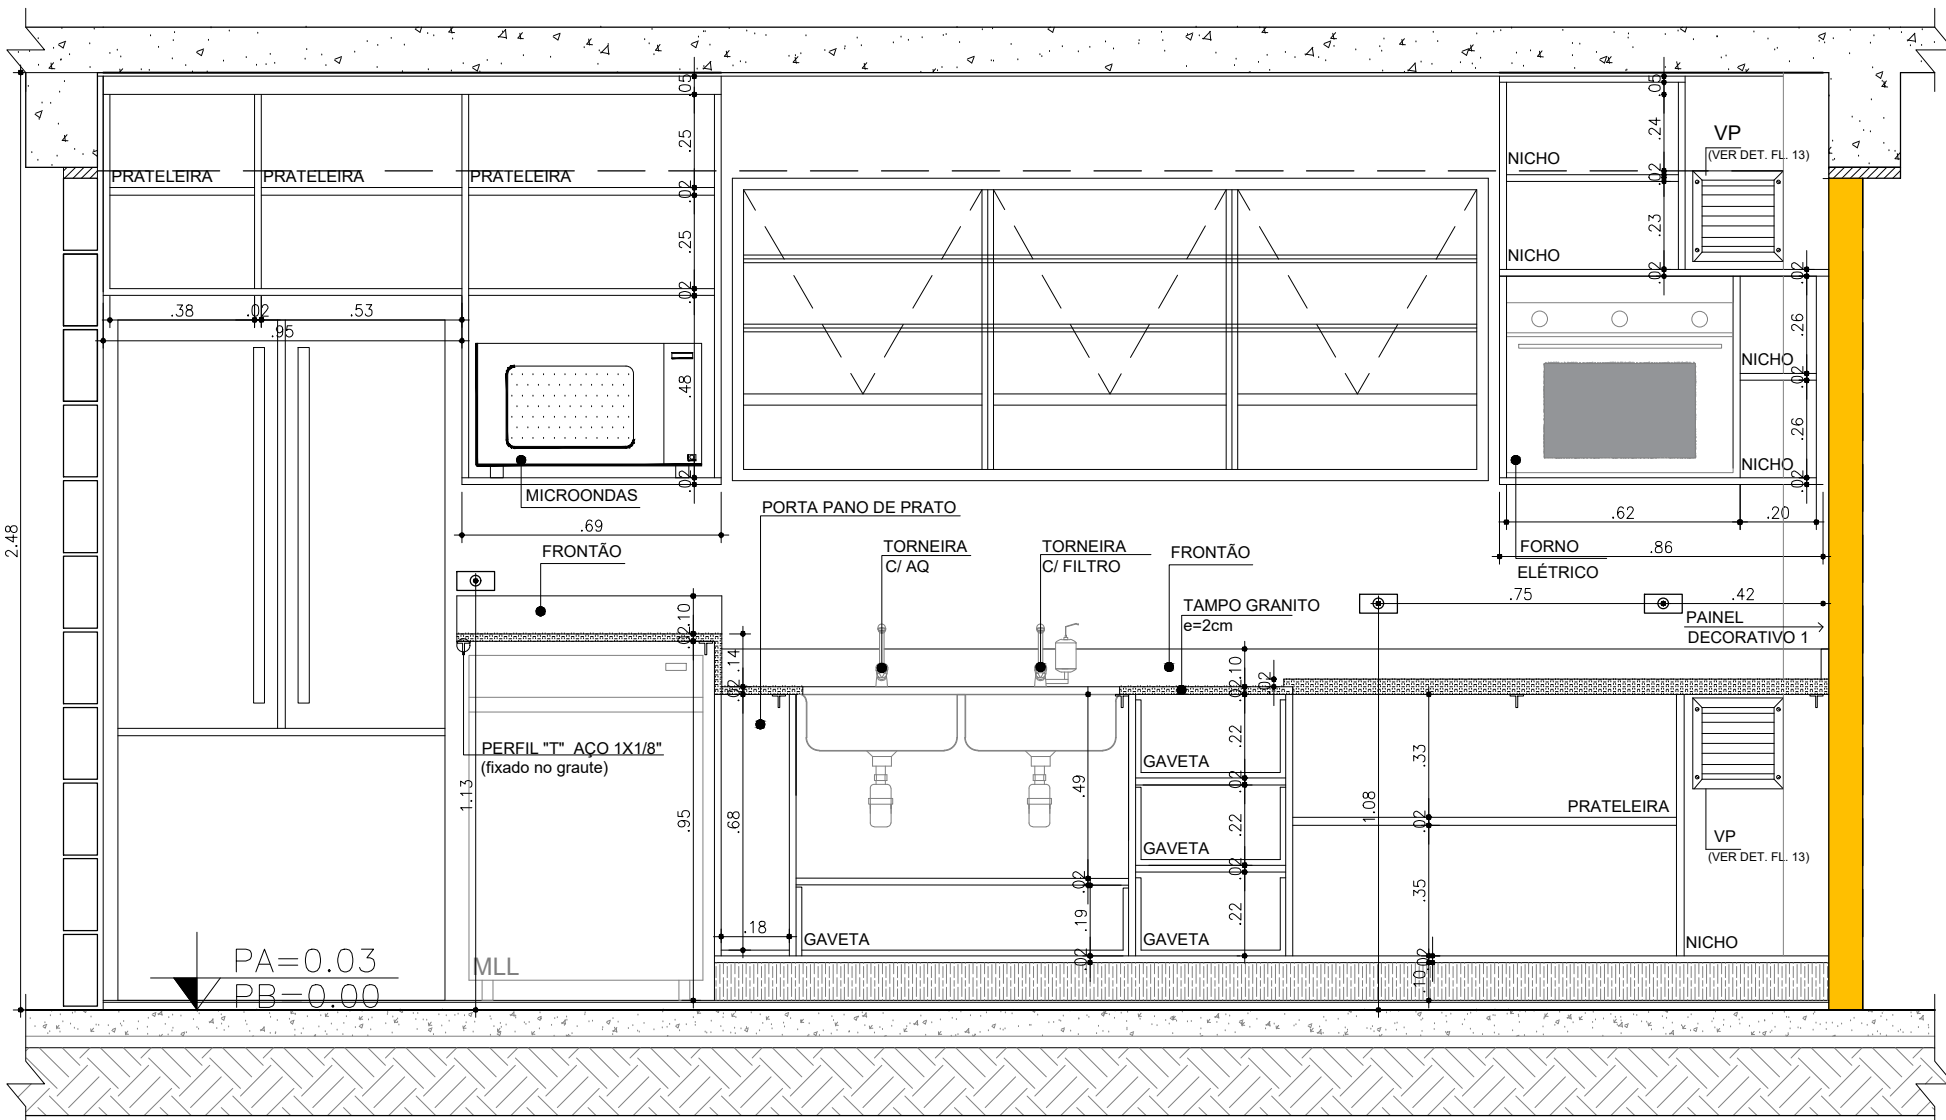 .05
.05
.25
.24
VP
(VER DET. FL. 13)
NICHO
PRATELEIRA
PRATELEIRA
PRATELEIRA
.02
.02
.25
.23
NICHO
.02
.02
.02
.38
.02
.53
.95
.26
NICHO
.48
.02
.26
NICHO
.02
.02
MICROONDAS
PORTA PANO DE PRATO
.69
.62
.20
2.48
FRONTÃO
TORNEIRA
C/ AQ
TORNEIRA
C/ FILTRO
FRONTÃO
FORNO
ELÉTRICO
.86
.75
.42
TAMPO GRANITO
e=2cm
PAINEL
DECORATIVO 1
.10
.02
.14
.02
.10
.02
.02
PERFIL "T" AÇO 1X1/8"
(fixado no graute)
1.13
.95
.68
.49
GAVETA
.22
.02
.33
1.08
PRATELEIRA
.02
VP
(VER DET. FL. 13)
GAVETA
.22
.02
.02
.35
.19
.22
.18
GAVETA
GAVETA
NICHO
.02
.02
.10
PA=0.03
PB=0.00
MLL